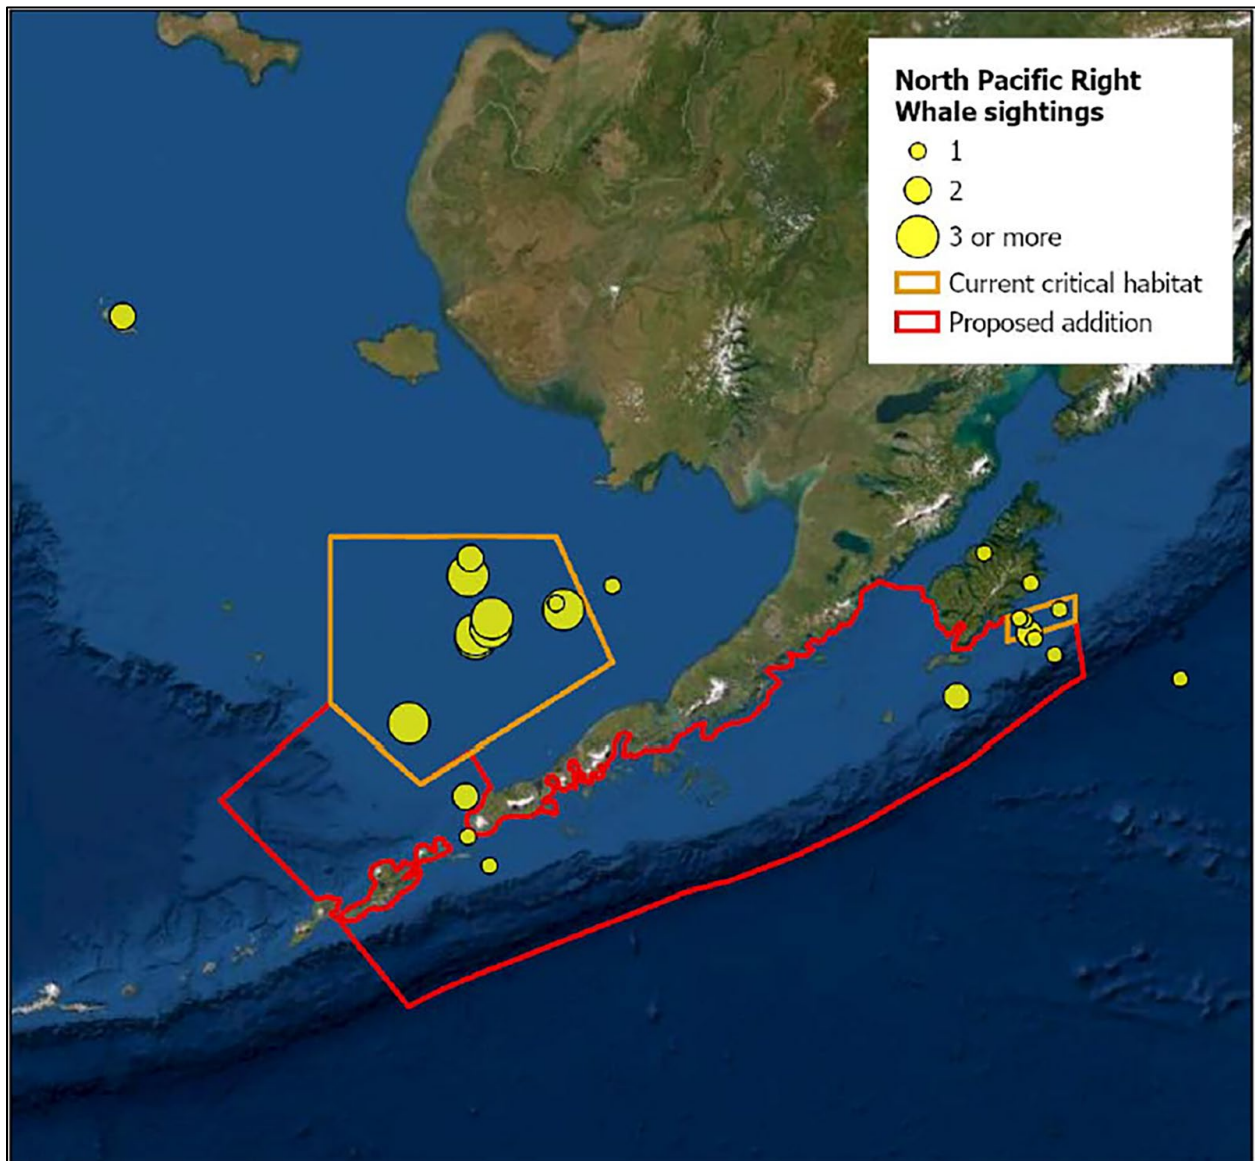 North Pacific Right
Whale sightings
1
2
3 or more
Current critical habitat
Proposed addition